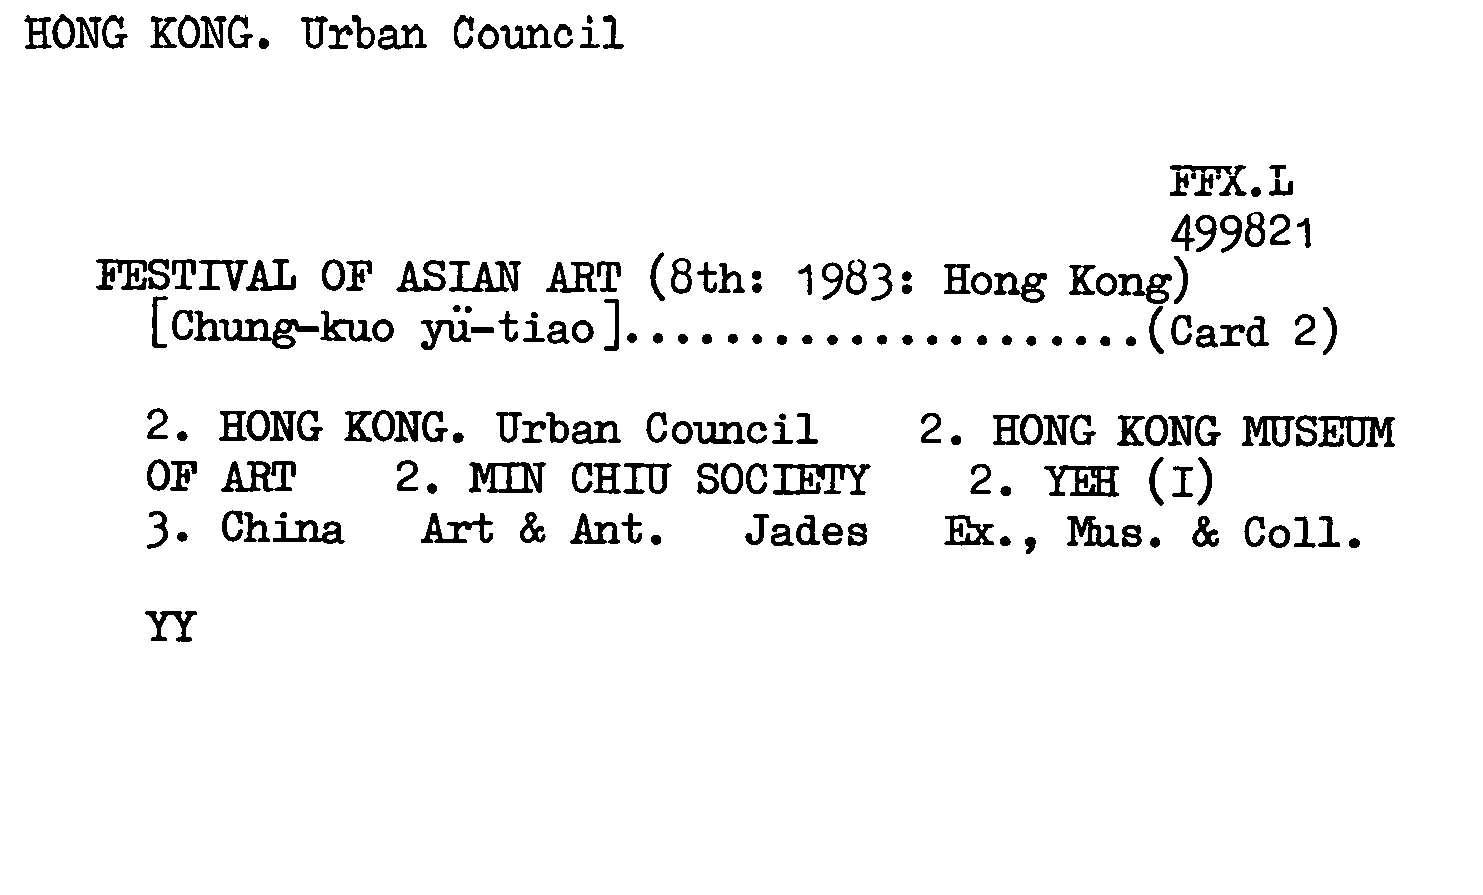 HONG KONG. Urban Council
FFX.L
499821
FESTIVAL OF ASIAN ART (8th: 1983: Hong Kong)
[Chung-kuo yü-tiao].....................(Card 2)
2. HONG KONG. Urban Council 2. HONG KONG MUSEUM
OF ART 2. MIN CHIU SOCIETY 2. YEH (I)
3. China Art & Ant. Jades Ex., Mus. & Coll.
YY